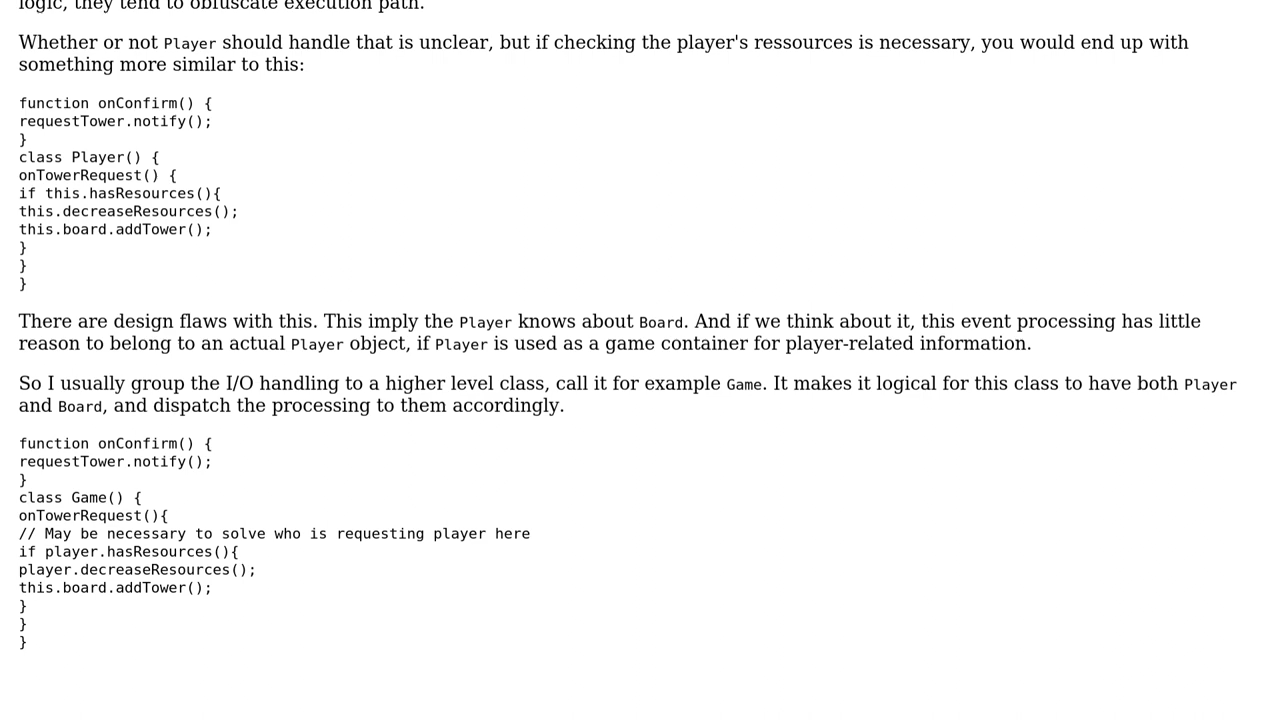 logic, they tend to obfuscate execution path.
Whether or not Player should handle that is unclear, but if checking the player's ressources is necessary, you would end up with
something more similar to this:
function onConfirm() {
requestTower.notify();
}
class Player() {
onTowerRequest() {
if this.hasResources(){
this.decreaseResources();
this.board.addTower();
}
}
}
There are design flaws with this. This imply the Player knows about Board. And if we think about it, this event processing has little
reason to belong to an actual Player object, if Player is used as a game container for player-related information.
So I usually group the I/O handling to a higher level class, call it for example Game. It makes it logical for this class to have both Player
and Board, and dispatch the processing to them accordingly.
function onConfirm() {
requestTower.notify();
}
class Game() {
onTowerRequest(){
// May be necessary to solve who is requesting player here
if player.hasResources(){
player.decreaseResources();
this.board.addTower();
}
}
}